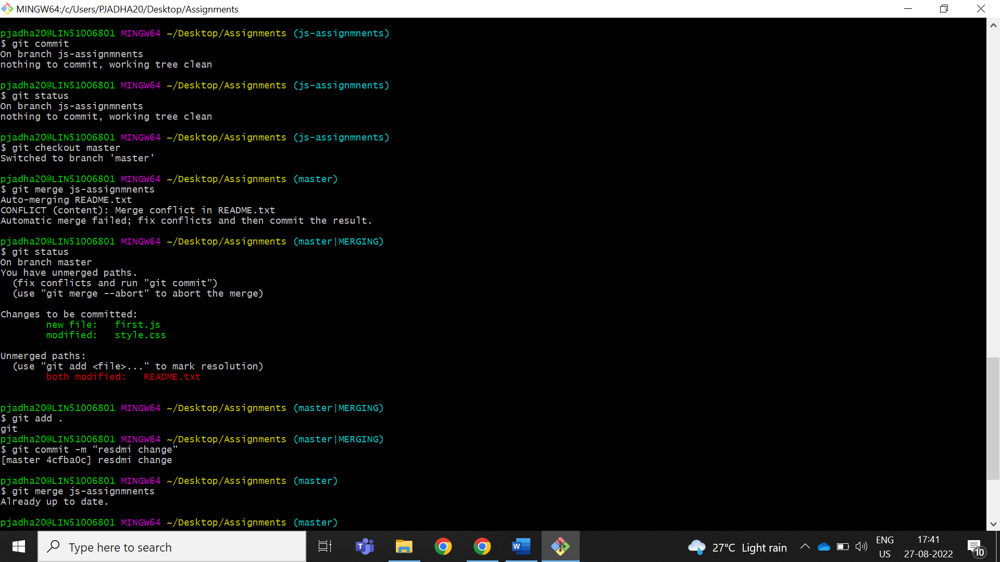 MINGW64:/c/Users/PJADHA20/Desktop/Assignments
pjadha20@LIN51006801 MINGW64 ~/Desktop/Assignments (js-assignmnents)
$ git commit
On branch js-assignmnents
nothing to commit, working tree clean
pjadha20@LIN51006801 MINGW64 ~/Desktop/Assignments (js-assignmnents)
$ git status
On branch js-assignmnents
nothing to commit, working tree clean
pjadha20@LIN51006801 MINGW64 ~/Desktop/Assignments (js-assignmnents)
$ git checkout master
Switched to branch 'master'
pjadha20@LIN51006801 MINGW64 ~/Desktop/Assignments (master)
$ git merge js-assignmnents
Auto-merging README.txt
CONFLICT (content): Merge conflict in README.txt
Automatic merge failed; fix conflicts and then commit the result.
pjadha20@LIN51006801 MINGW64 ~/Desktop/Assignments (master|MERGING)
$ git status
On branch master
You have unmerged paths.
  (fix conflicts and run "git commit")
  (use "git merge --abort" to abort the merge)
Changes to be committed:
        new file:   first.js
        modified:   style.css
Unmerged paths:
  (use "git add <file>..." to mark resolution)
        both modified:   README.txt
pjadha20@LIN51006801 MINGW64 ~/Desktop/Assignments (master|MERGING)
$ git add .
git
pjadha20@LIN51006801 MINGW64 ~/Desktop/Assignments (master|MERGING)
$ git commit -m "resdmi change"
[master 4cfba0c] resdmi change
pjadha20@LIN51006801 MINGW64 ~/Desktop/Assignments (master)
$ git merge js-assignmnents
Already up to date.
pjadha20@LIN51006801 MINGW64 ~/Desktop/Assignments (master)
Type here to search
T
W
27°C Light rain
ENG
US
17:41
27-08-2022
10